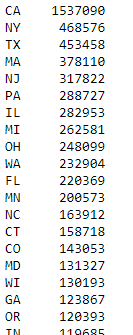 CA 1537090
NY 468576
TX 453458
MA 378110
NJ 317822
PA 288727
IL 282953
MI 262581
OH 248099
WA 232904
FL 220369
MN 200573
NC 163912
CT 158718
CO 143053
MD 131327
WI 130193
GA 123867
OR 120393
IN 119685